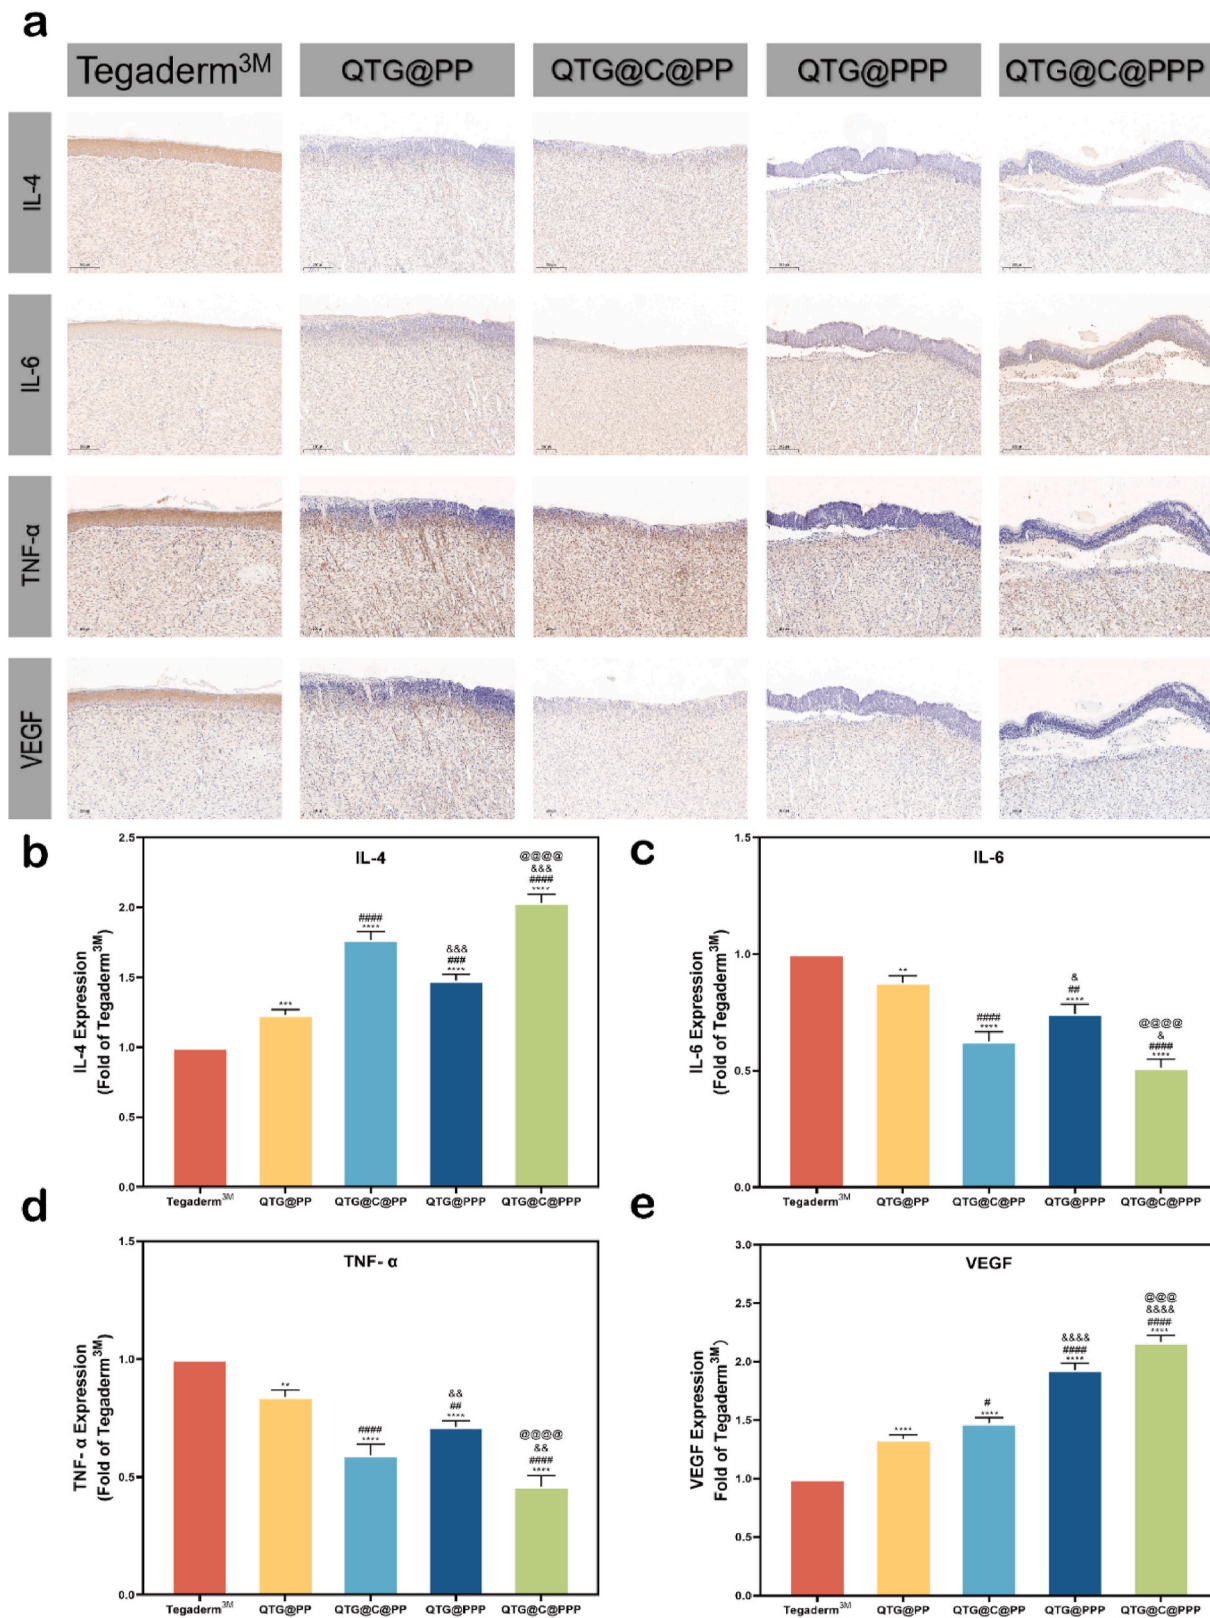 a
Tegaderm3M QTG@PP QTG@C@PP QTG@PPP QTG@C@PPP
IL-4
IL-6
TNF-α
VEGF
b
IL-4
IL-4 Expression
(Fold of Tegaderm3M)
2.5
2.0
1.5
1.0
0.5
0.0
***
####
****
&&&
###
****
@@@@
&&&
####
****
Tegaderm3M QTG@PP QTG@C@PP QTG@PPP QTG@C@PPP
c
IL-6
IL-6 Expression
(Fold of Tegaderm3M)
1.5
1.0
0.5
0.0
**
####
****
&
##
****
@@@@
&
####
****
Tegaderm3M QTG@PP QTG@C@PP QTG@PPP QTG@C@PPP
d
TNF- α
TNF- α Expression
(Fold of Tegaderm3M)
1.5
1.0
0.5
0.0
**
####
****
&&
##
****
@@@@
&&
####
****
Tegaderm3M QTG@PP QTG@C@PP QTG@PPP QTG@C@PPP
e
VEGF
VEGF Expression
Fold of Tegaderm3M)
3.0
2.5
2.0
1.5
1.0
0.5
0.0
****
#
****
&&&&
####
****
@@@
&&&&
####
****
Tegaderm3M QTG@PP QTG@C@PP QTG@PPP QTG@C@PPP